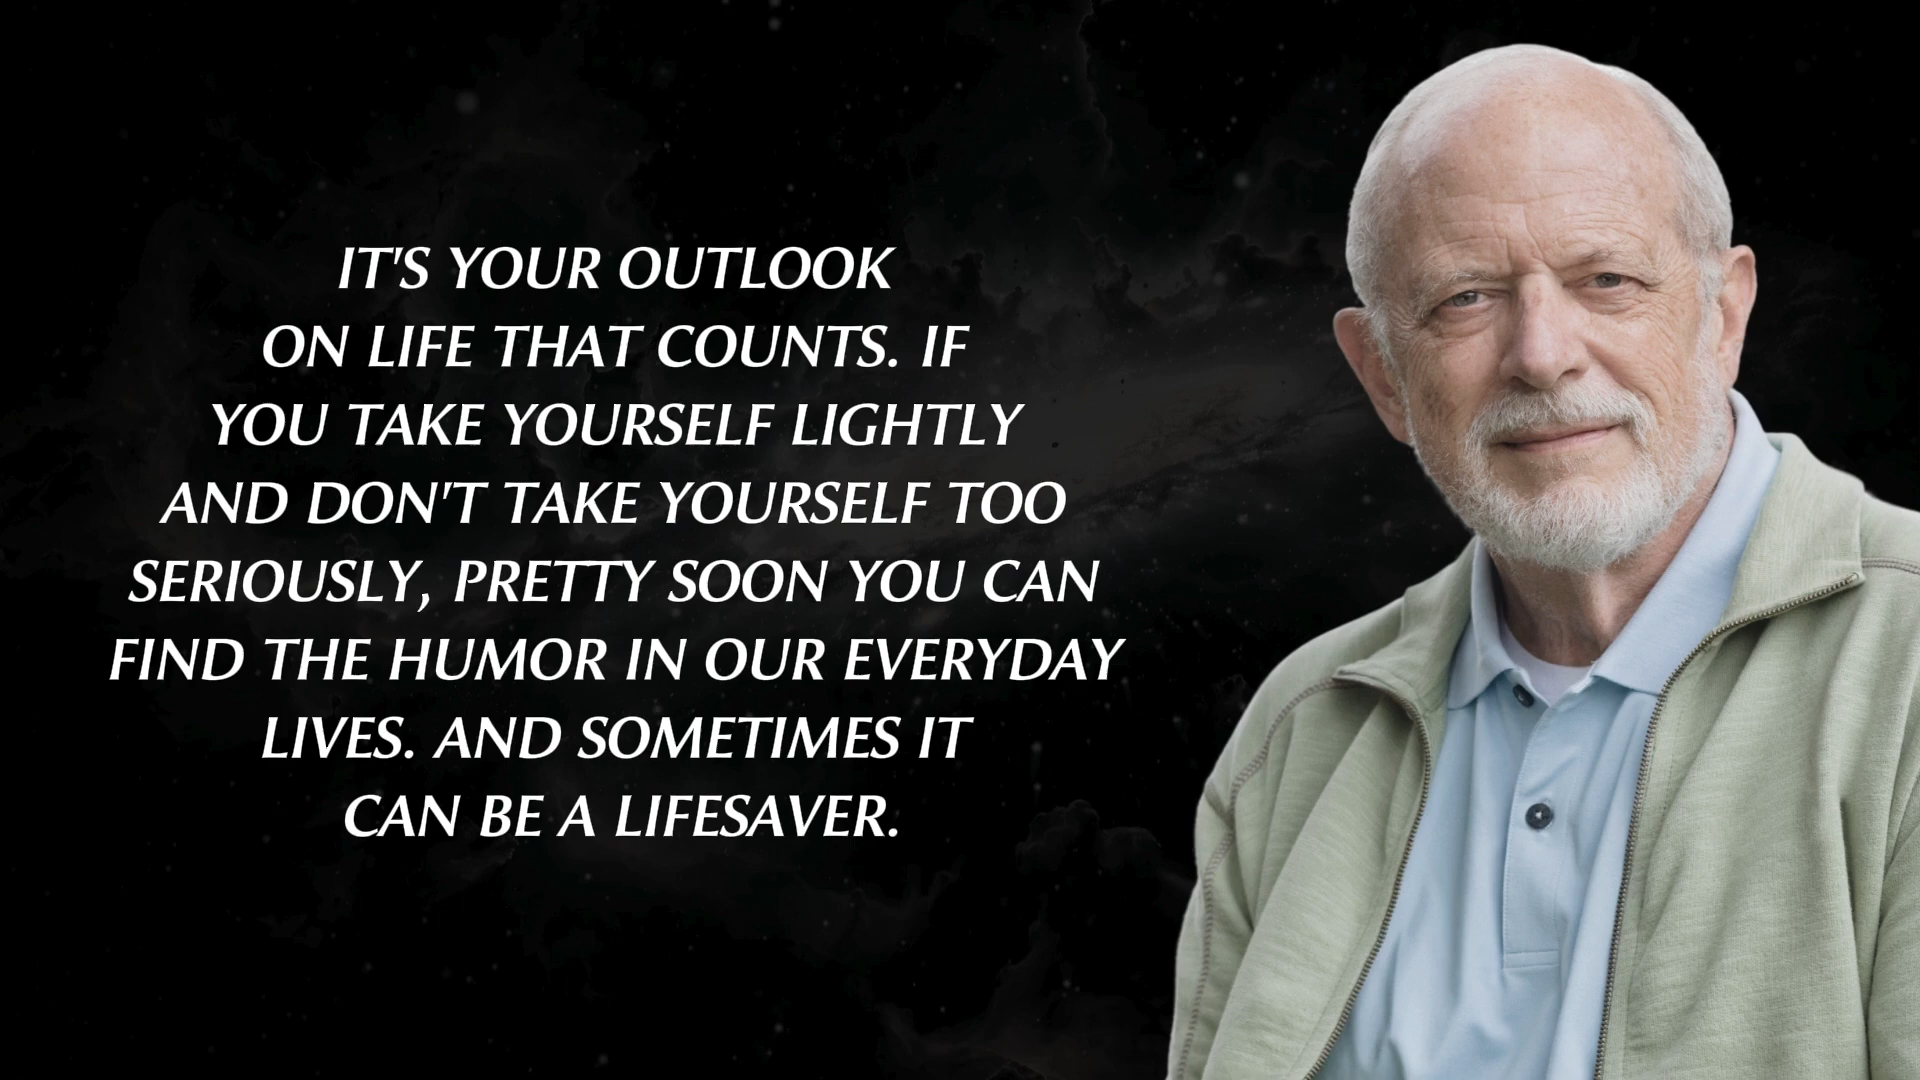 IT'S YOUR OUTLOOK
ON LIFE THAT COUNTS. IF
YOU TAKE YOURSELF LIGHTLY
AND DON'T TAKE YOURSELF TOO
SERIOUSLY, PRETTY SOON YOU CAN
FIND THE HUMOR IN OUR EVERYDAY
LIVES. AND SOMETIMES IT
CAN BE A LIFESAVER.